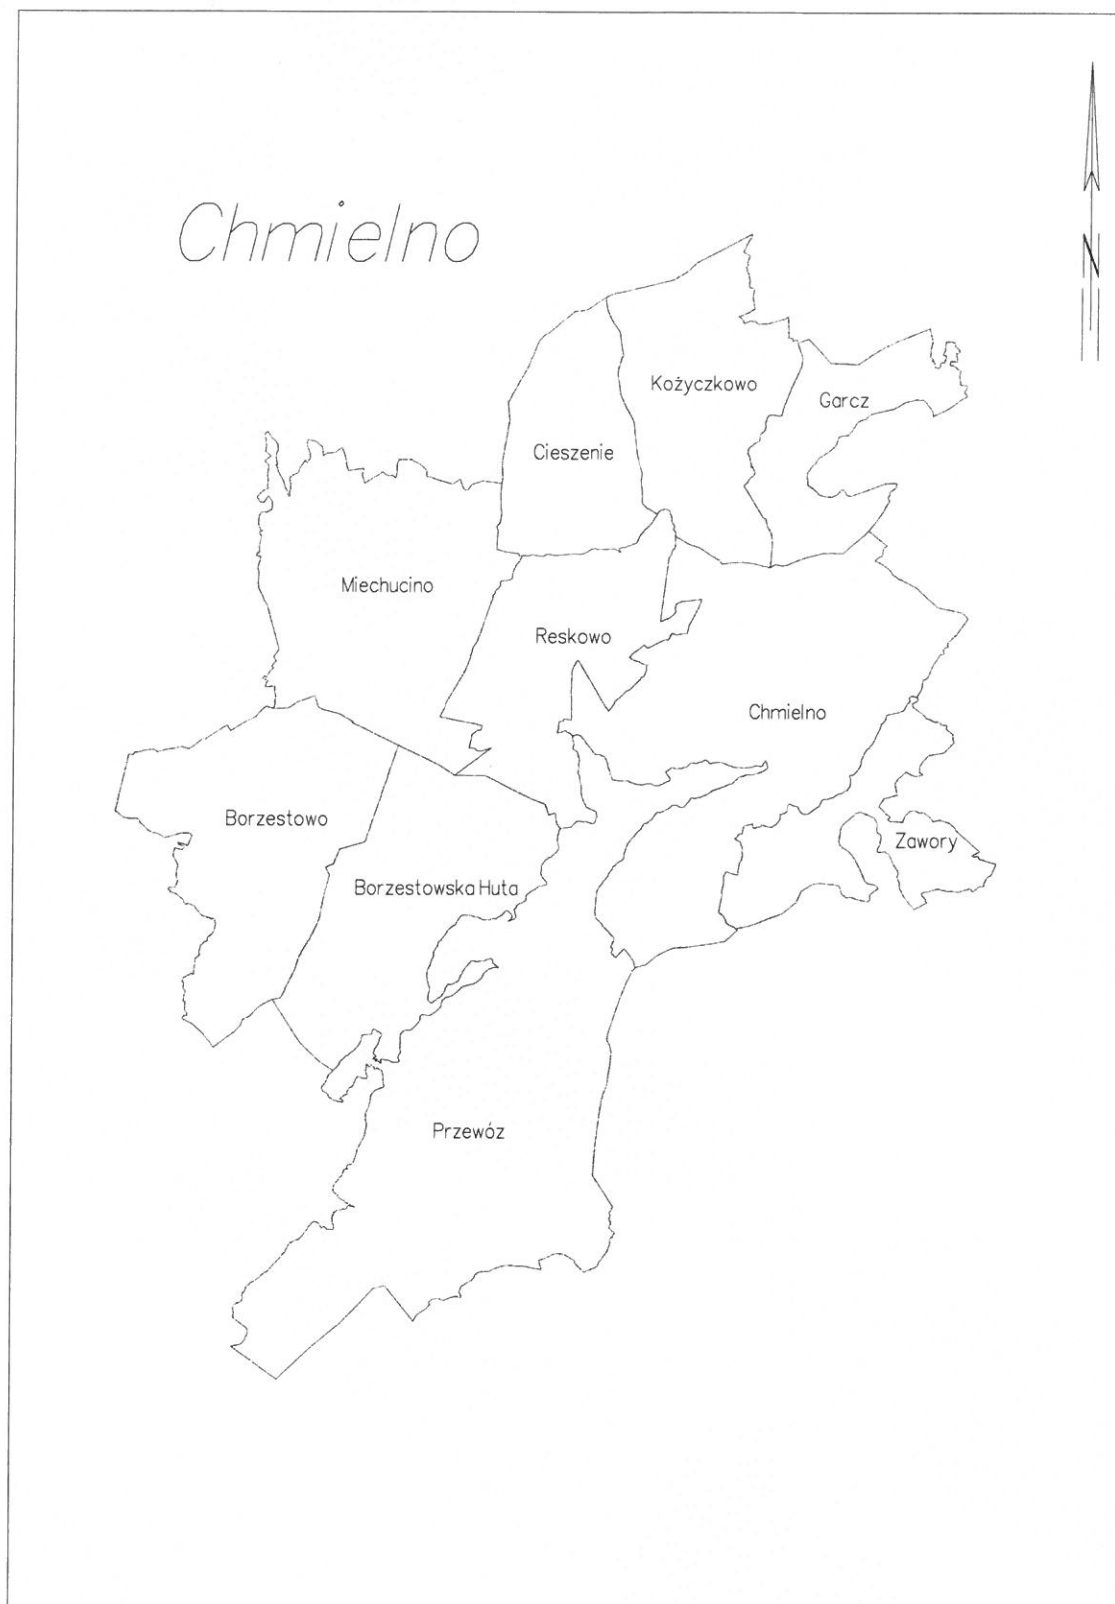 Chmielno
N
Kożyczkowo
Garcz
Cieszenie
Miechucino
Reskowo
Chmielno
Borzestowo
Zawory
Borzestowska Huta
Przewóz